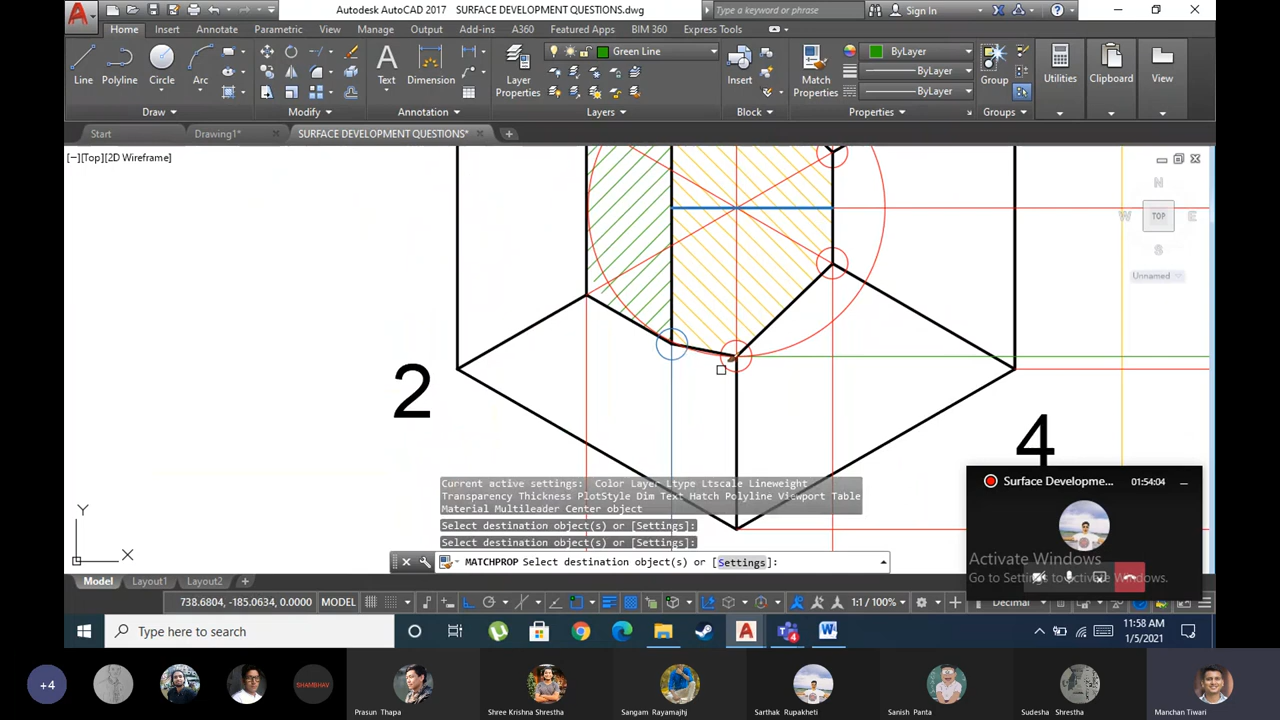 Autodesk AutoCAD 2017 SURFACE DEVELOPMENT QUESTIONS.dwg
Type a keyword or phrase
Sign In
Home Insert Annotate Parametric View Manage Output Add-ins A360 Featured Apps BIM 360 Express Tools
Green Line
ByLayer
ByLayer
ByLayer
Line Polyline Circle Arc Text Dimension Layer Properties Insert Match Properties Group Utilities Clipboard View
Draw Modify Annotation Layers Block Properties Groups
Start Drawing1* SURFACE DEVELOPMENT QUESTIONS*
[−][Top][2D Wireframe]
N
W TOP E
S
Unnamed
2
4
Current active settings: Color Layer Ltype Ltscale Lineweight
Transparency Thickness PlotStyle Dim Text Hatch Polyline Viewport Table
Material Multileader Center object
Select destination object(s) or [Settings]:
Select destination object(s) or [Settings]:
MATCHPROP Select destination object(s) or [Settings]:
Surface Developme...
01:54:04
Activate Windows
Go to Settings to activate Windows.
Y
X
Model Layout1 Layout2
738.6804, -185.0634, 0.0000 MODEL 1:1 / 100% Decimal
Type here to search
11:58 AM
1/5/2021
+4 SHAMBHAV Prasun Thapa Shree Krishna Shrestha Sangam Rayamajhi Sarthak Rupakheti Sanish Panta Sudesha Shrestha Manchan Tiwari